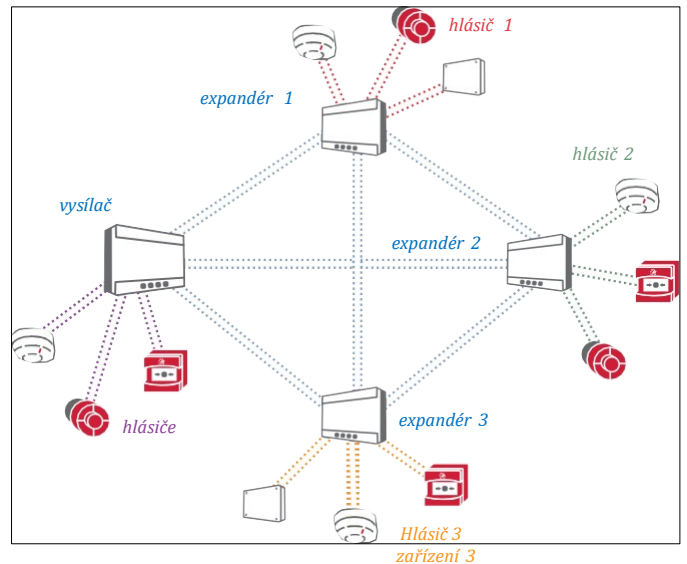 hlásič 1
expandér 1
hlásič 2
vysílač
expandér 2
expandér 3
hlásiče
Hlásič 3
zařízení 3